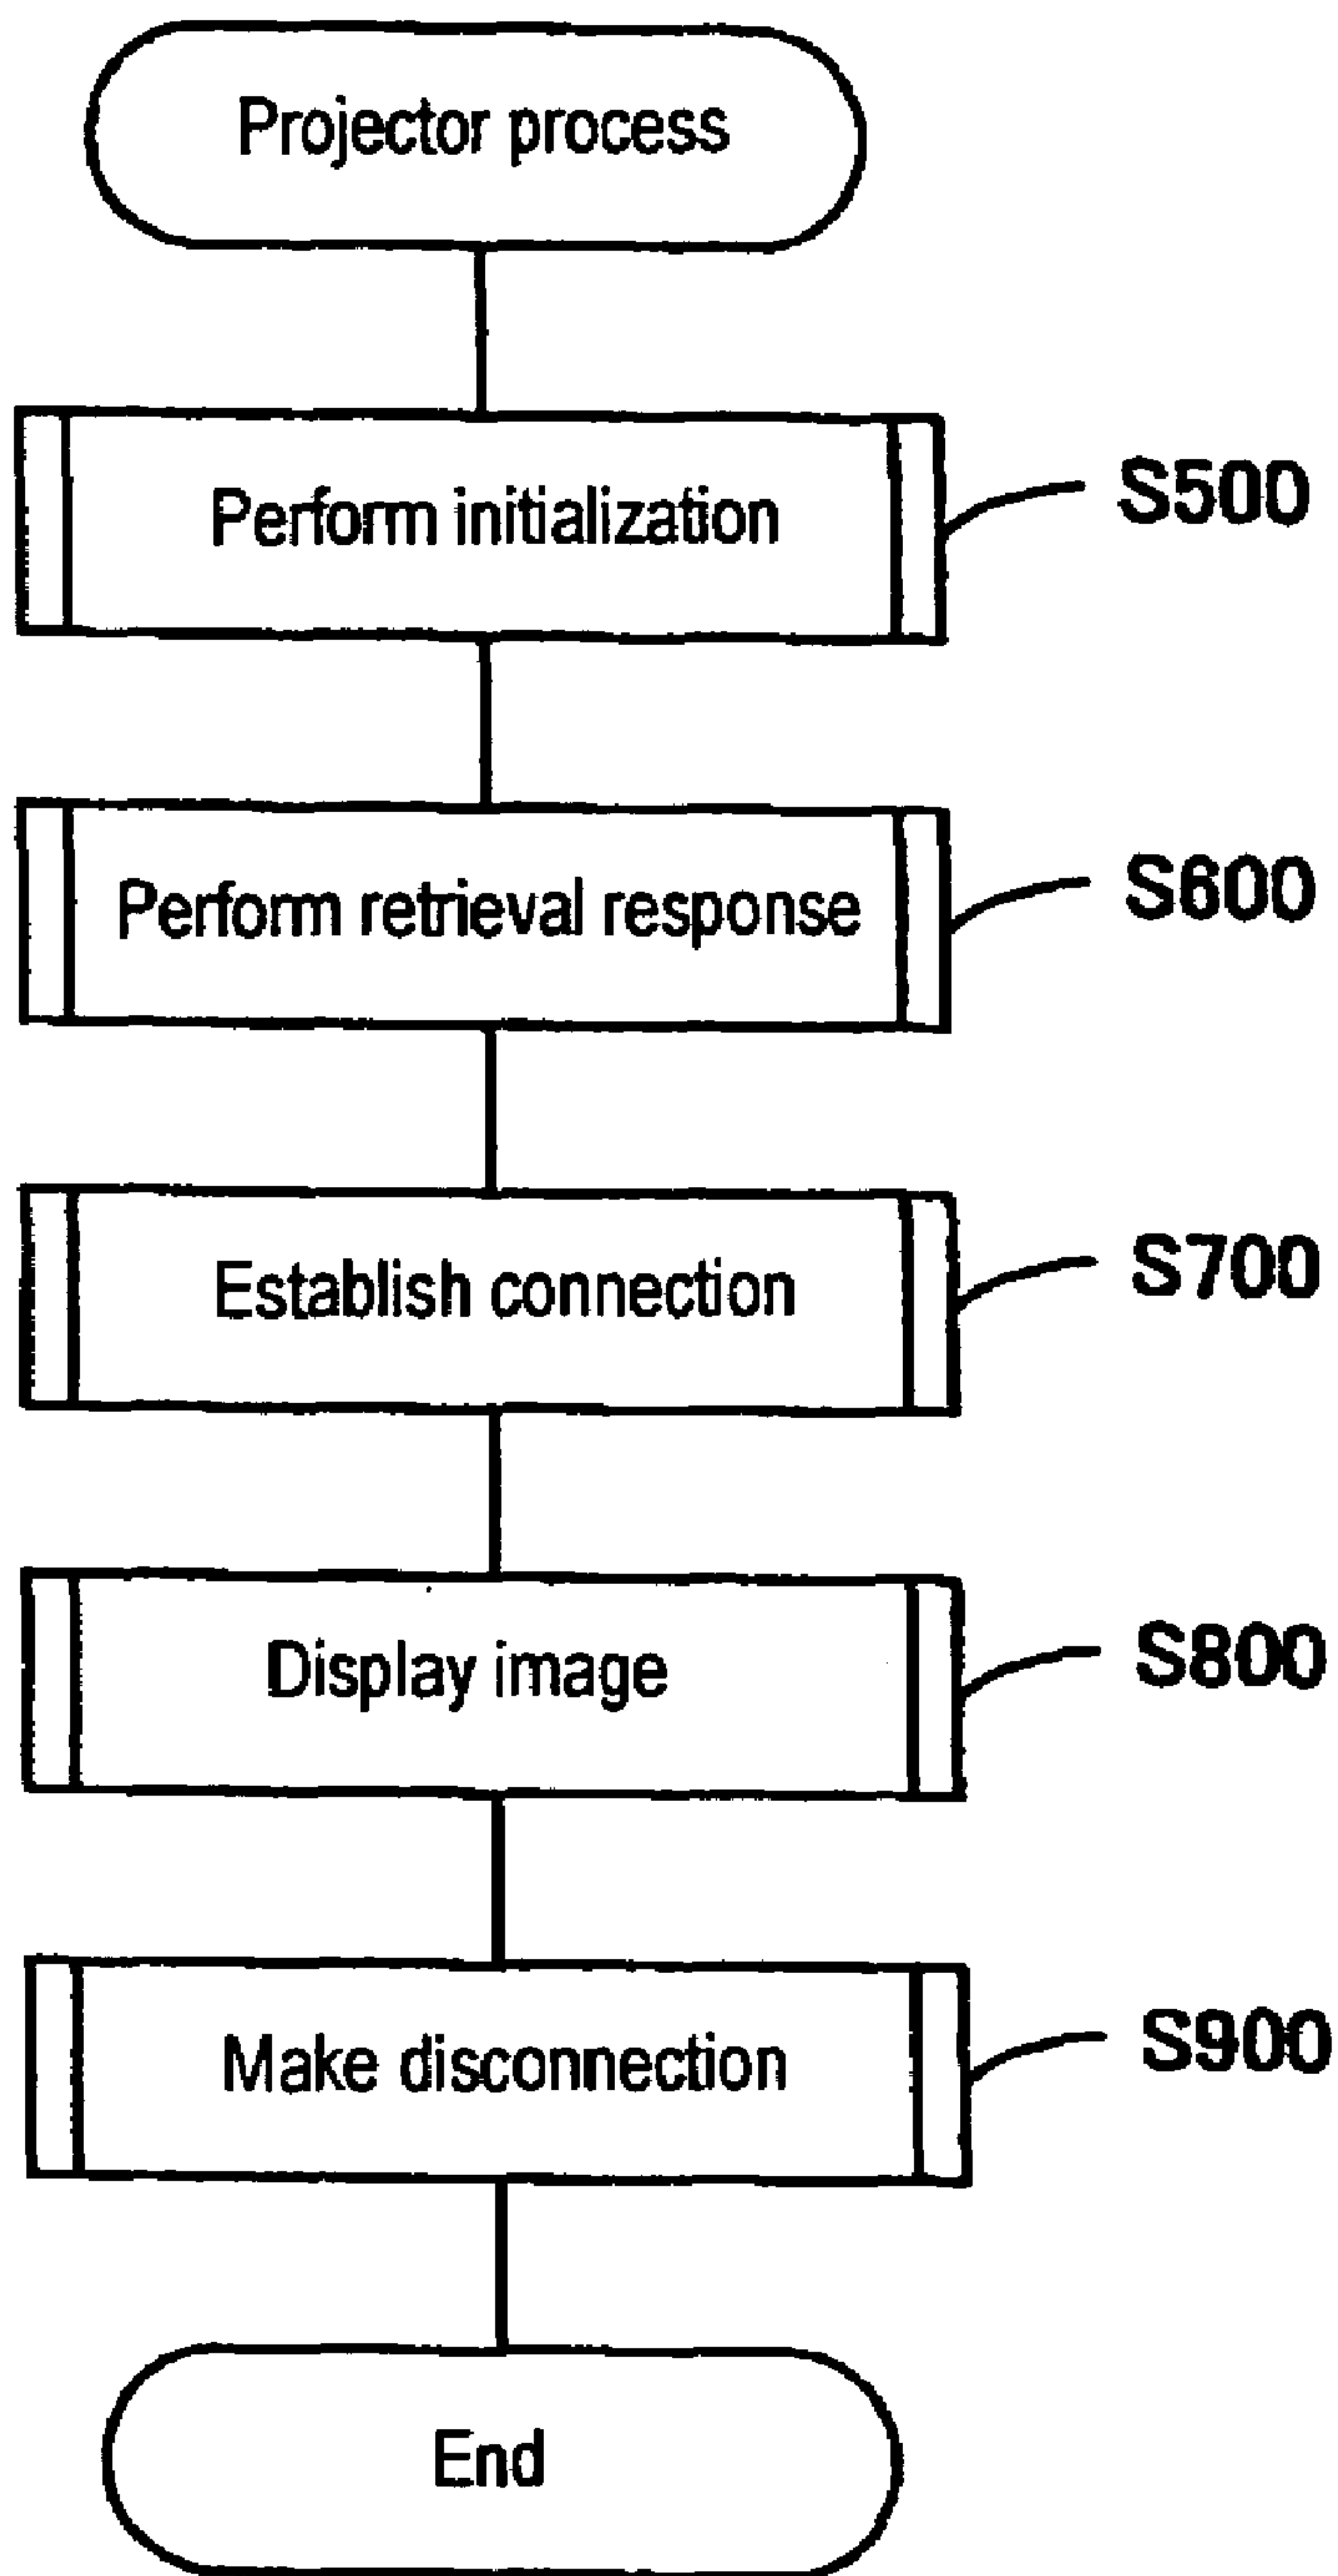 Projector process
Perform initialization
S500
Perform retrieval response
S600
Establish connection
S700
Display image
S800
Make disconnection
S900
End